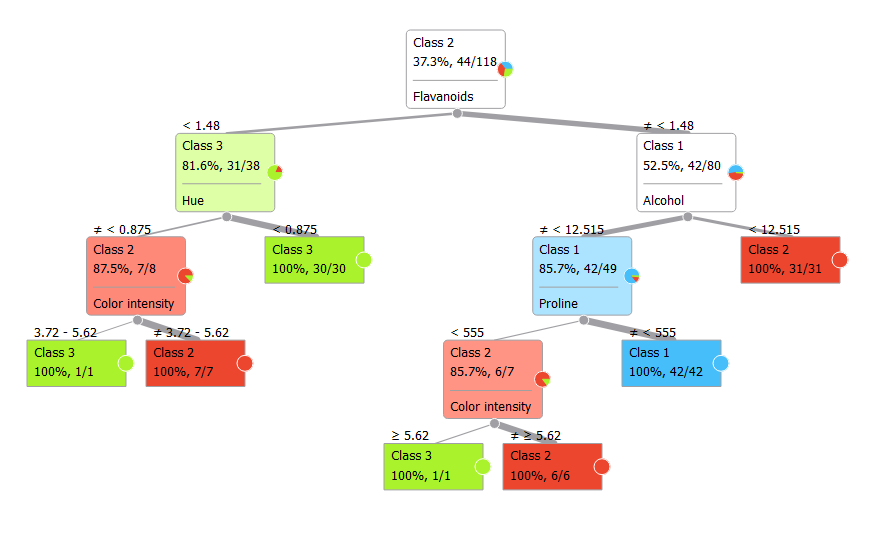 Class 2
37.3%, 44/118
Flavanoids
< 1.48
≠ < 1.48
Class 3
81.6%, 31/38
Hue
Class 1
52.5%, 42/80
Alcohol
≠ < 0.875
< 0.875
≠ < 12.515
< 12.515
Class 2
87.5%, 7/8
Color intensity
Class 3
100%, 30/30
Class 1
85.7%, 42/49
Proline
Class 2
100%, 31/31
3.72 - 5.62
≠ 3.72 - 5.62
< 555
≠ < 555
Class 3
100%, 1/1
Class 2
100%, 7/7
Class 2
85.7%, 6/7
Color intensity
Class 1
100%, 42/42
≥ 5.62
≠ ≥ 5.62
Class 3
100%, 1/1
Class 2
100%, 6/6